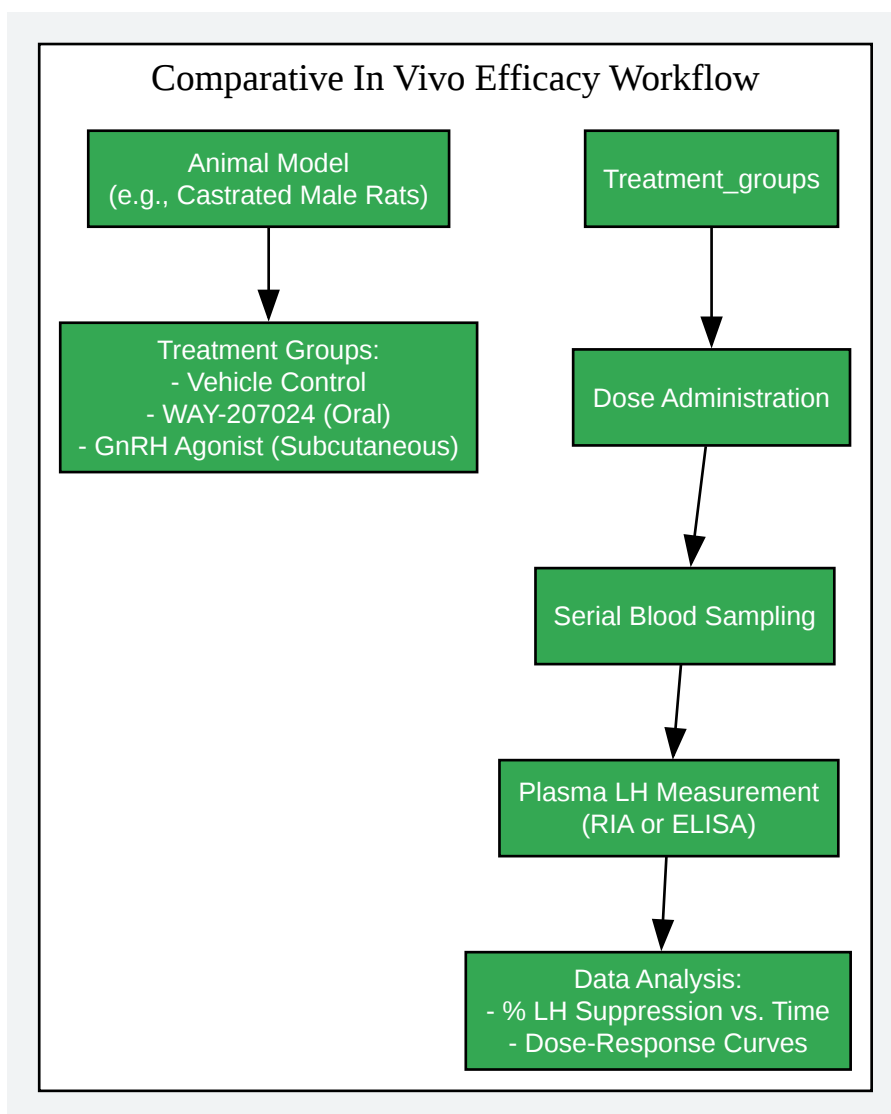 Comparative In Vivo Efficacy Workflow
Animal Model
(e.g., Castrated Male Rats)
Treatment Groups:
- Vehicle Control
- WAY-207024 (Oral)
- GnRH Agonist (Subcutaneous)
Treatment_groups
Dose Administration
Serial Blood Sampling
Plasma LH Measurement
(RIA or ELISA)
Data Analysis:
- % LH Suppression vs. Time
- Dose-Response Curves